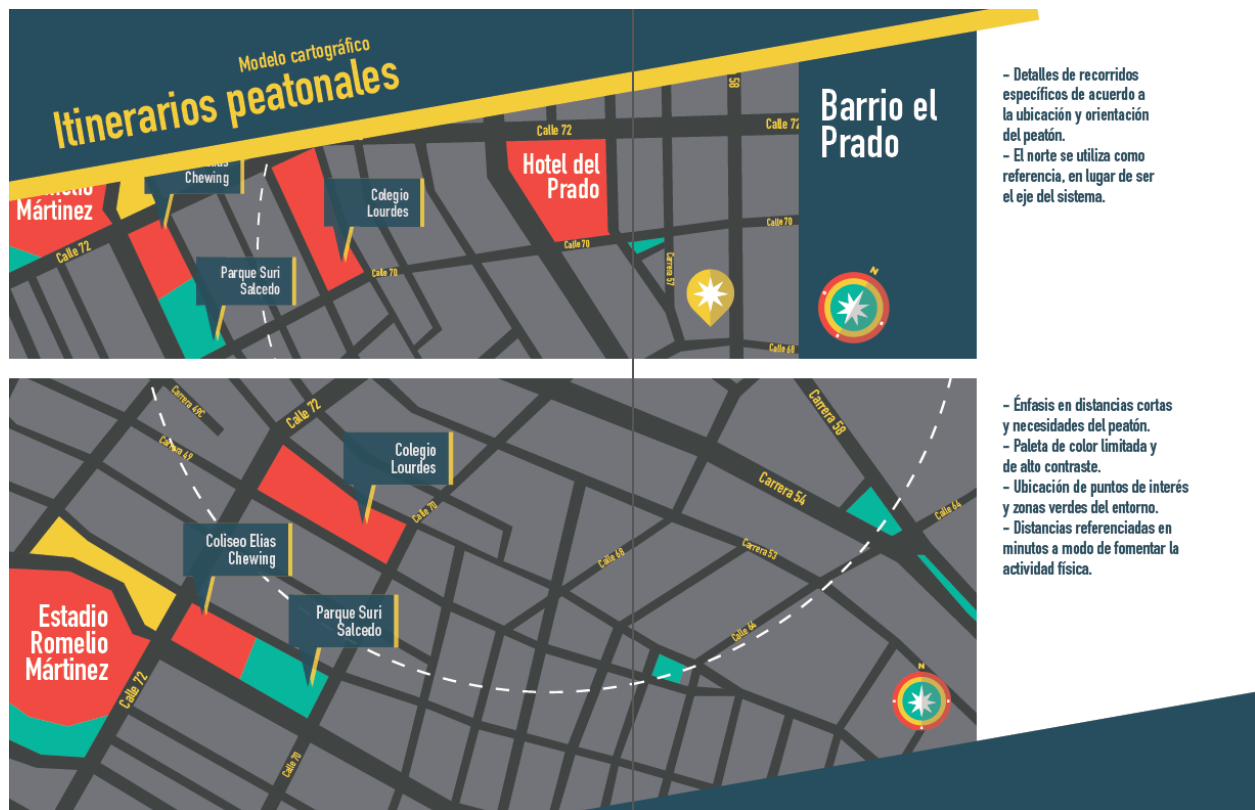 Modelo cartográfico
Itinerarios peatonales
Barrio el
Prado
58
Calle 72
Calle 72
Hotel del
Prado
Chewing
Mártinez
Colegio
Lourdes
Calle 72
Parque Suri
Salcedo
Calle 70
Calle 70
Calle 70
Carrera 57
N
Calle 68
- Detalles de recorridos
específicos de acuerdo a
la ubicación y orientación
del peatón.
- El norte se utiliza como
referencia, en lugar de ser
el eje del sistema.
Carrera 49C
Calle 72
Carrera 58
Carrera 49
Colegio
Lourdes
Carrera 54
Calle 70
Calle 64
Coliseo Elias
Chewing
Calle 68
Carrera 53
Estadio
Romelio
Mártinez
Parque Suri
Salcedo
Calle 64
Calle 72
N
Calle 70
- Énfasis en distancias cortas
y necesidades del peatón.
- Paleta de color limitada y
de alto contraste.
- Ubicación de puntos de interés
y zonas verdes del entorno.
- Distancias referenciadas en
minutos a modo de fomentar la
actividad física.